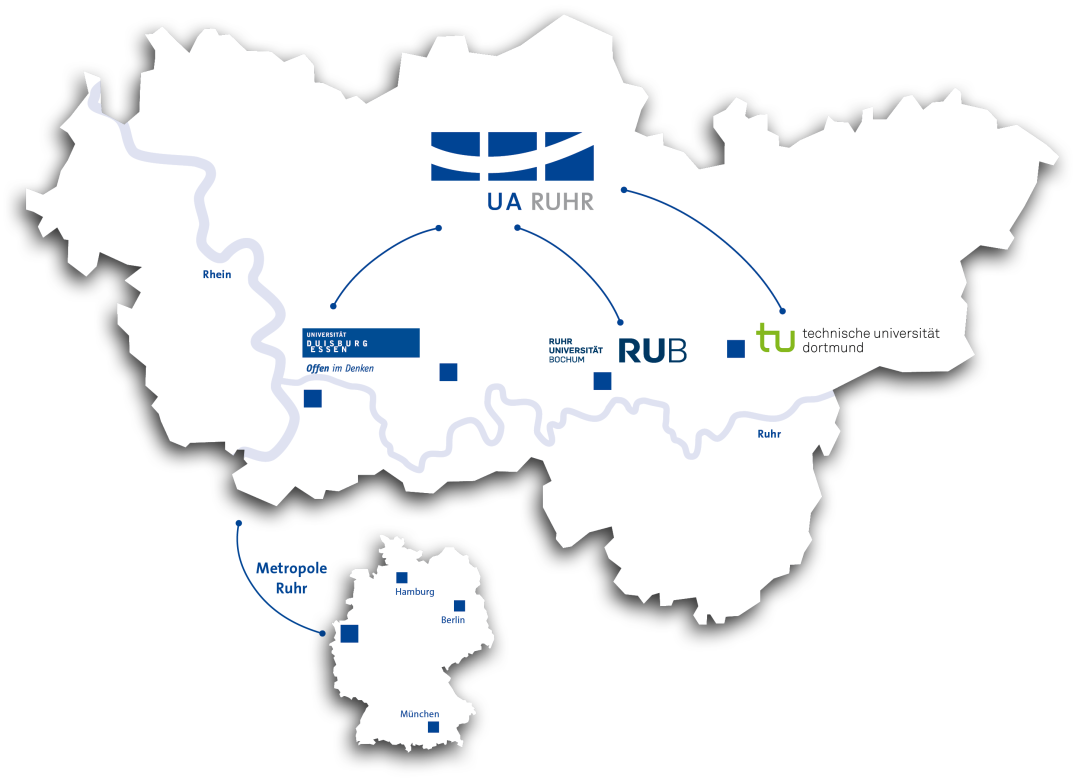 UA RUHR
Rhein
UNIVERSITÄT
DUISBURG
ESSEN
Offen im Denken
RUHR
UNIVERSITÄT
BOCHUM
RUB
tu
technische universität
dortmund
Ruhr
Metropole
Ruhr
Hamburg
Berlin
München